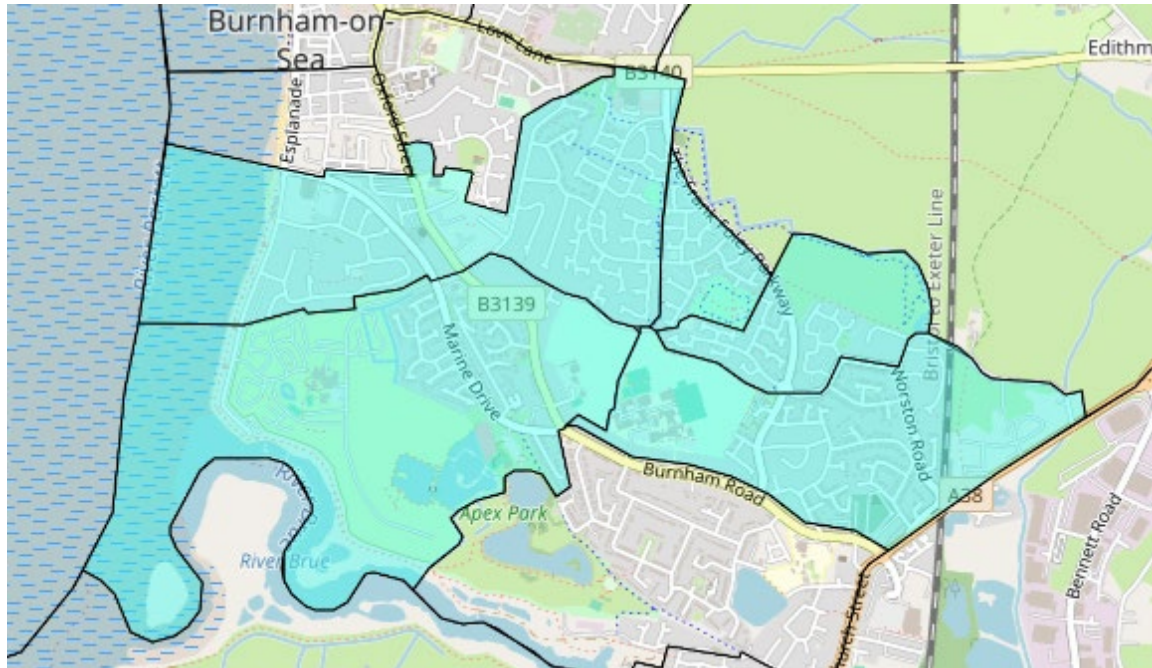 Burnham-on-
Sea
Love Lane
B3140
Edithm
Oxford Street
Esplanade
B3139
Marine Drive
Bristol to Exeter Line
Norston Road
Burnham Road
A38
Apex Park
River Brue
Bennett Road